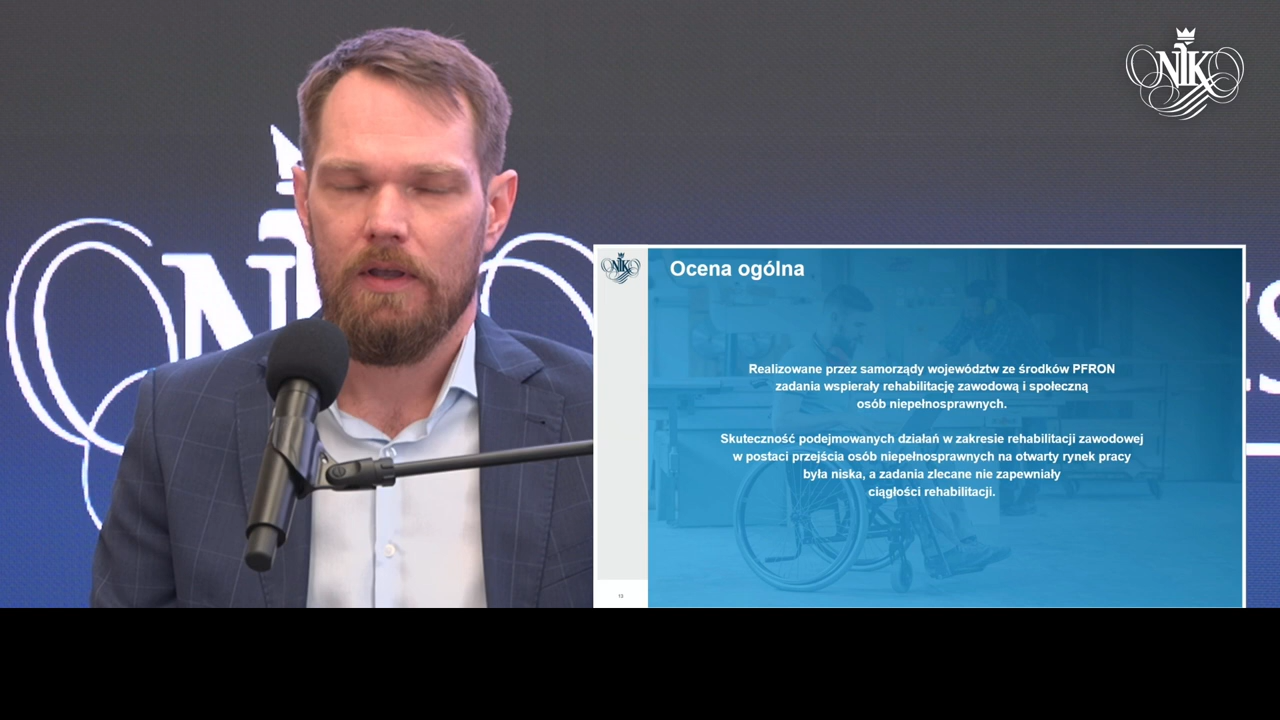 NIK
NIK
Ocena ogólna
Realizowane przez samorządy województw ze środków PFRON
zadania wspierały rehabilitację zawodową i społeczną
osób niepełnosprawnych.
Skuteczność podejmowanych działań w zakresie rehabilitacji zawodowej
w postaci przejścia osób niepełnosprawnych na otwarty rynek pracy
była niska, a zadania zlecane nie zapewniały
ciągłości rehabilitacji.